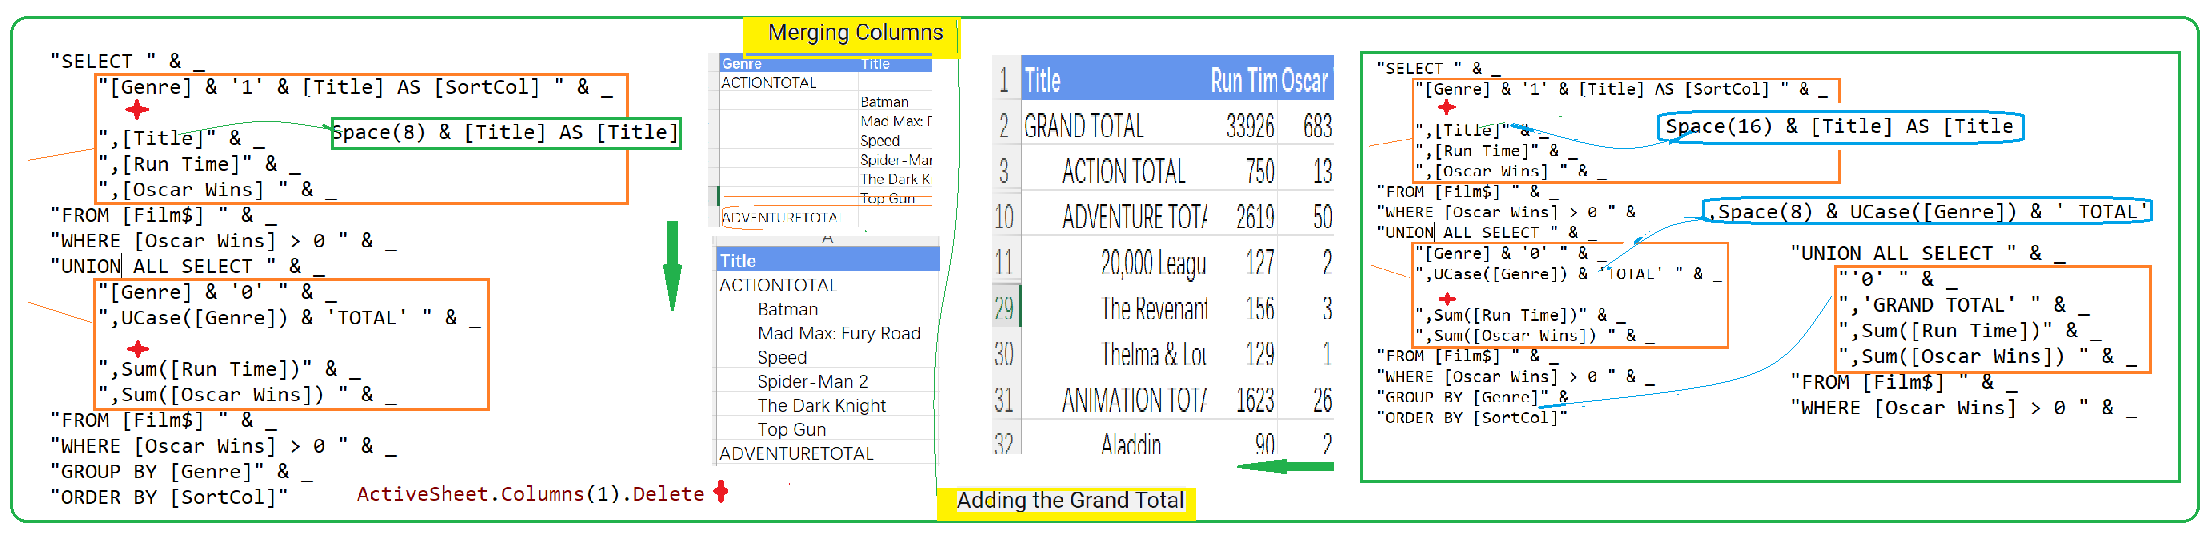 Merging Columns
"SELECT " & _
"[Genre] & '1' & [Title] AS [SortCol] " & _
",[Title]" & _
Space(8) & [Title] AS [Title]
",[Run Time]" & _
",[Oscar Wins] " & _
"FROM [Film$] " & _
"WHERE [Oscar Wins] > 0 " & _
"UNION ALL SELECT " & _
"[Genre] & '0' " & _
",UCase([Genre]) & 'TOTAL' " & _
",Sum([Run Time])" & _
",Sum([Oscar Wins]) " & _
"FROM [Film$] " & _
"WHERE [Oscar Wins] > 0 " & _
"GROUP BY [Genre]" & _
"ORDER BY [SortCol]"
ActiveSheet.Columns(1).Delete
Genre Title
ACTIONTOTAL
Batman
Mad Max: F
Speed
Spider-Mar
The Dark K
Top Gun
ADVENTURETOTAL
A
Title
ACTIONTOTAL
Batman
Mad Max: Fury Road
Speed
Spider-Man 2
The Dark Knight
Top Gun
ADVENTURETOTAL
1 Title Run Tim Oscar
2 GRAND TOTAL 33926 683
3 ACTION TOTAL 750 13
10 ADVENTURE TOTA 2619 50
11 20,000 Leagu 127 2
29 The Revenant 156 3
30 Thelma & Lou 129 1
31 ANIMATION TOTA 1623 26
32 Aladdin 90 2
Adding the Grand Total
"SELECT " & _
"[Genre] & '1' & [Title] AS [SortCol] " & _
",[Title]" & _
Space(16) & [Title] AS [Title
",[Run Time]" & _
",[Oscar Wins] " & _
"FROM [Film$] " & _
"WHERE [Oscar Wins] > 0 " &
,Space(8) & UCase([Genre]) & ' TOTAL'
"UNION ALL SELECT " & _
"[Genre] & '0' " & _
",UCase([Genre]) & 'TOTAL' " & _
",Sum([Run Time])" & _
",Sum([Oscar Wins]) " & _
"FROM [Film$] " & _
"WHERE [Oscar Wins] > 0 " & _
"GROUP BY [Genre]" & _
"ORDER BY [SortCol]"
"UNION ALL SELECT " & _
"'0' " & _
",'GRAND TOTAL' " & _
",Sum([Run Time])" & _
",Sum([Oscar Wins]) " & _
"FROM [Film$] " & _
"WHERE [Oscar Wins] > 0 " & _